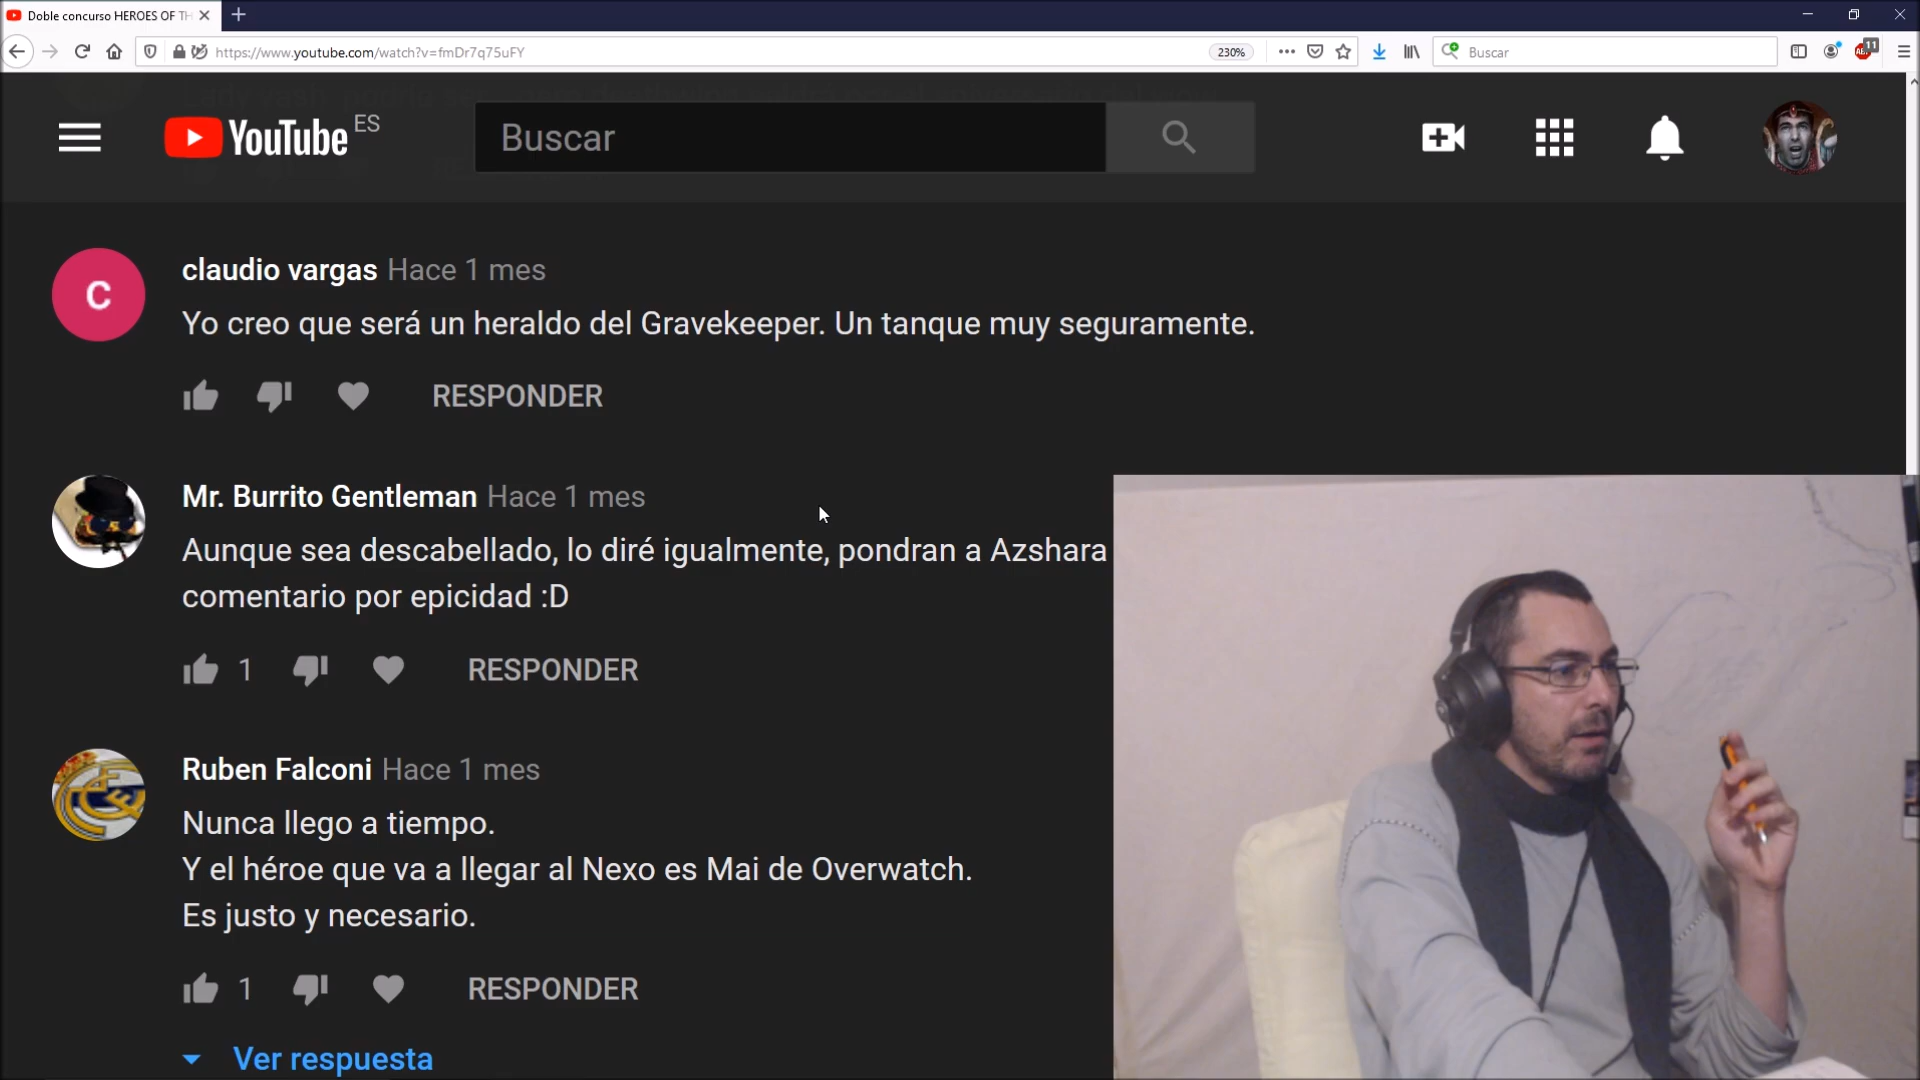 Doble concurso HEROES OF TH
https://www.youtube.com/watch?v=fmDr7q75uFY
230%
Buscar
11
YouTube ES
Buscar
C
claudio vargas Hace 1 mes
Yo creo que será un heraldo del Gravekeeper. Un tanque muy seguramente.
RESPONDER
Mr. Burrito Gentleman Hace 1 mes
Aunque sea descabellado, lo diré igualmente, pondran a Azshara
comentario por epicidad :D
1 RESPONDER
Ruben Falconi Hace 1 mes
Nunca llego a tiempo.
Y el héroe que va a llegar al Nexo es Mai de Overwatch.
Es justo y necesario.
1 RESPONDER
Ver respuesta